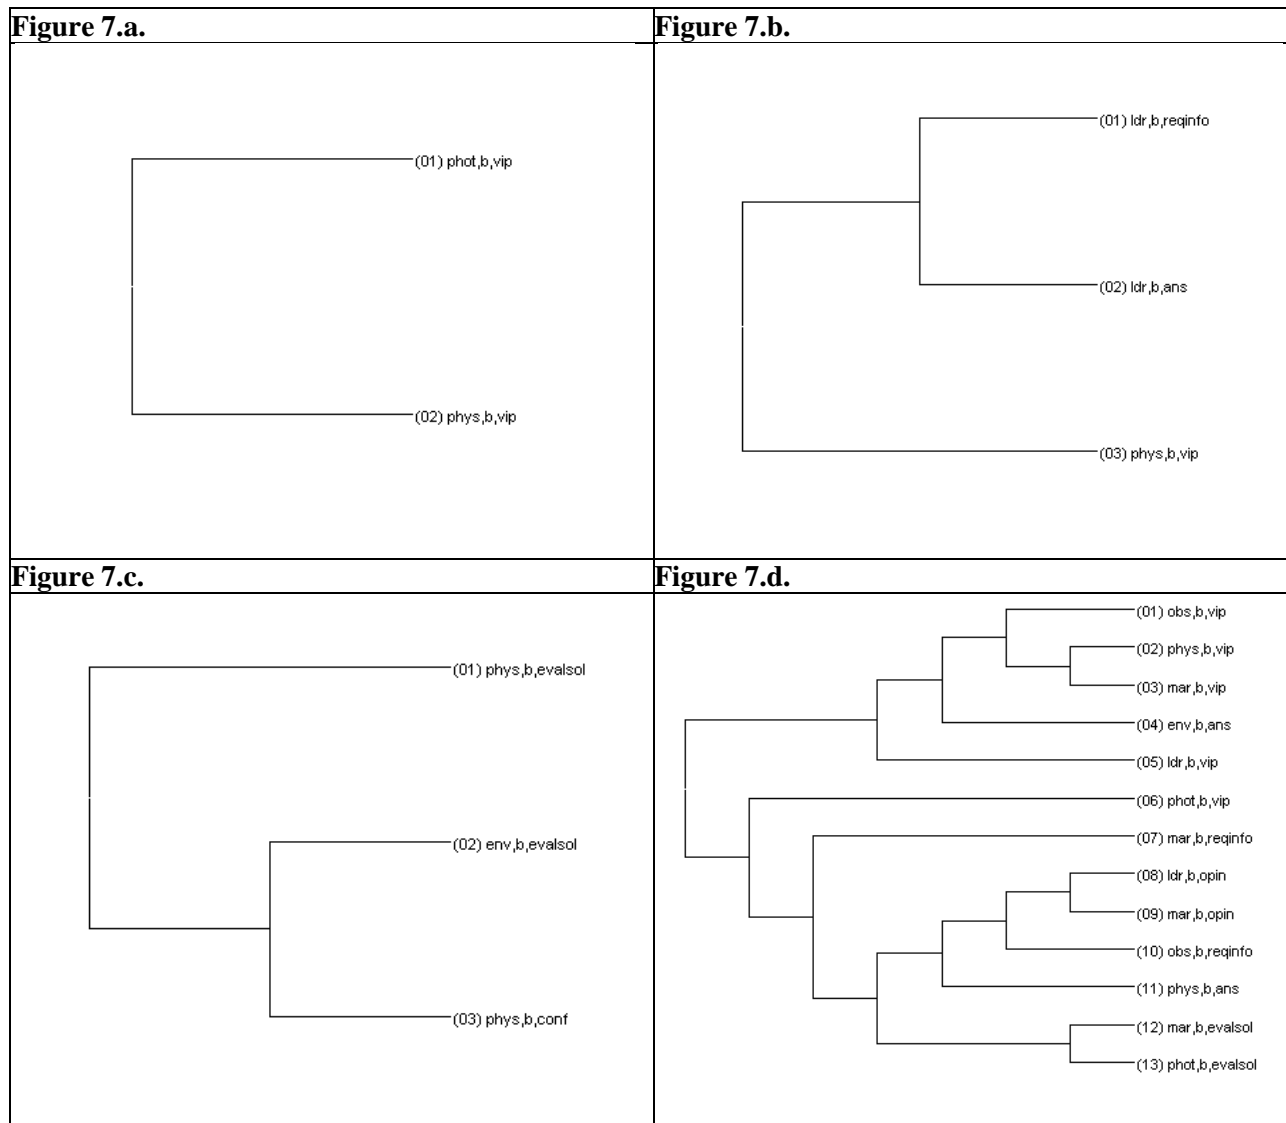 Figure 7.a.
(01) phot,b,vip
(02) phys,b,vip
Figure 7.b.
(01) ldr,b,reqinfo
(02) ldr,b,ans
(03) phys,b,vip
Figure 7.c.
(01) phys,b,evalsol
(02) env,b,evalsol
(03) phys,b,conf
Figure 7.d.
(01) obs,b,vip
(02) phys,b,vip
(03) mar,b,vip
(04) env,b,ans
(05) ldr,b,vip
(06) phot,b,vip
(07) mar,b,reqinfo
(08) ldr,b,opin
(09) mar,b,opin
(10) obs,b,reqinfo
(11) phys,b,ans
(12) mar,b,evalsol
(13) phot,b,evalsol